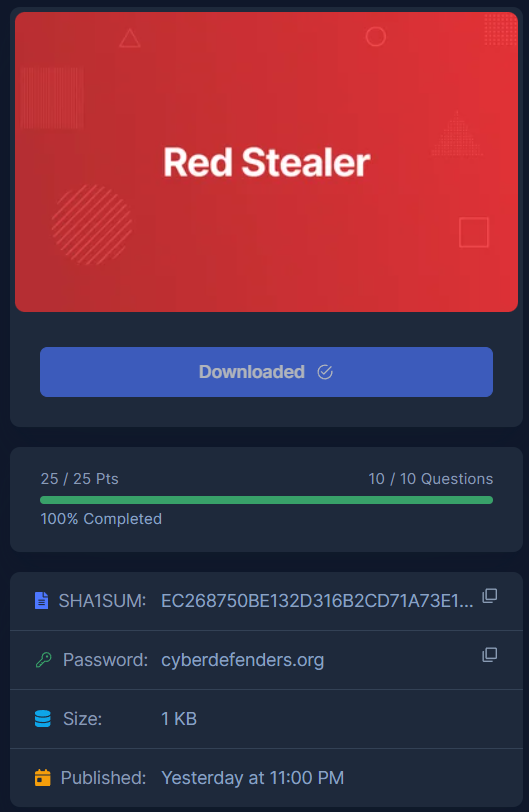 Red Stealer
Downloaded
25 / 25 Pts 10 / 10 Questions
100% Completed
SHA1SUM: EC268750BE132D316B2CD71A73E1...
Password: cyberdefenders.org
Size: 1 KB
Published: Yesterday at 11:00 PM